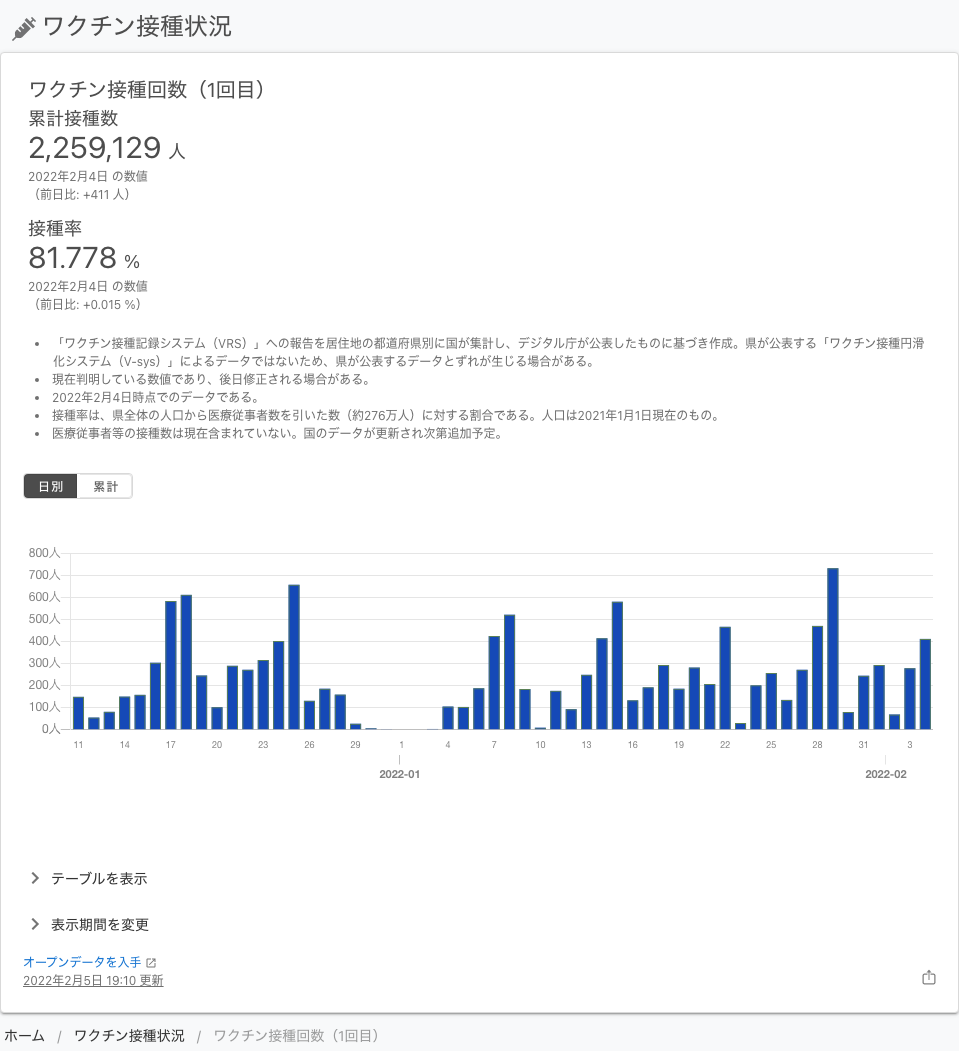 ワクチン接種状況
ワクチン接種回数（1回目）
累計接種数
2,259,129 人
2022年2月4日 の数値
（前日比: +411 人）
接種率
81.778 %
2022年2月4日 の数値
（前日比: +0.015 %）
• 「ワクチン接種記録システム（VRS）」への報告を居住地の都道府県別に国が集計し、デジタル庁が公表したものに基づき作成。県が公表する「ワクチン接種円滑
化システム（V-sys）」によるデータではないため、県が公表するデータとずれが生じる場合がある。
• 現在判明している数値であり、後日修正される場合がある。
• 2022年2月4日時点でのデータである。
• 接種率は、県全体の人口から医療従事者数を引いた数（約276万人）に対する割合である。人口は2021年1月1日現在のもの。
• 医療従事者等の接種数は現在含まれていない。国のデータが更新され次第追加予定。
日別 累計
800人
700人
600人
500人
400人
300人
200人
100人
0人
11 14 17 20 23 26 29 1 4 7 10 13 16 19 22 25 28 31 3
2022-01 2022-02
テーブルを表示
表示期間を変更
オープンデータを入手
2022年2月5日 19:10 更新
ホーム / ワクチン接種状況 / ワクチン接種回数（1回目）